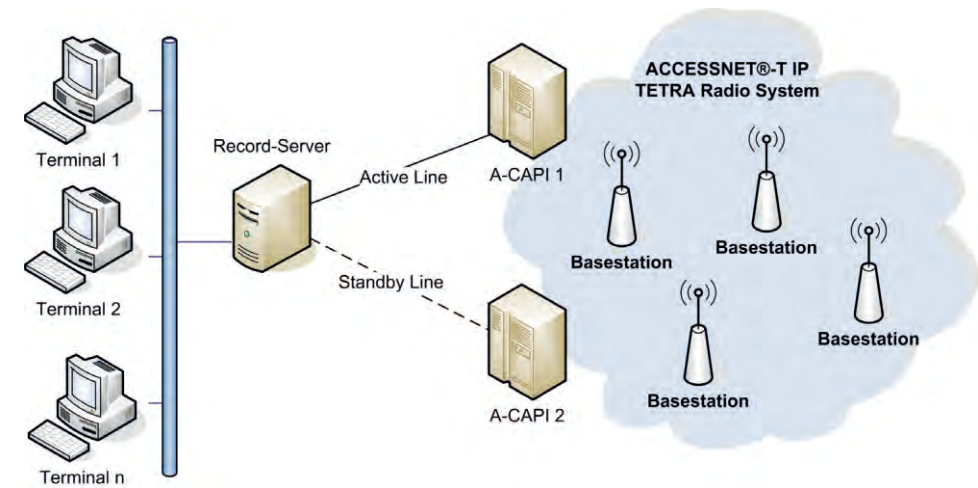 ACCESSNET®-T IP
TETRA Radio System
Terminal 1
Record-Server
Active Line
A-CAPI 1
Basestation
Basestation
Standby Line
Terminal 2
Basestation
Basestation
A-CAPI 2
Terminal n